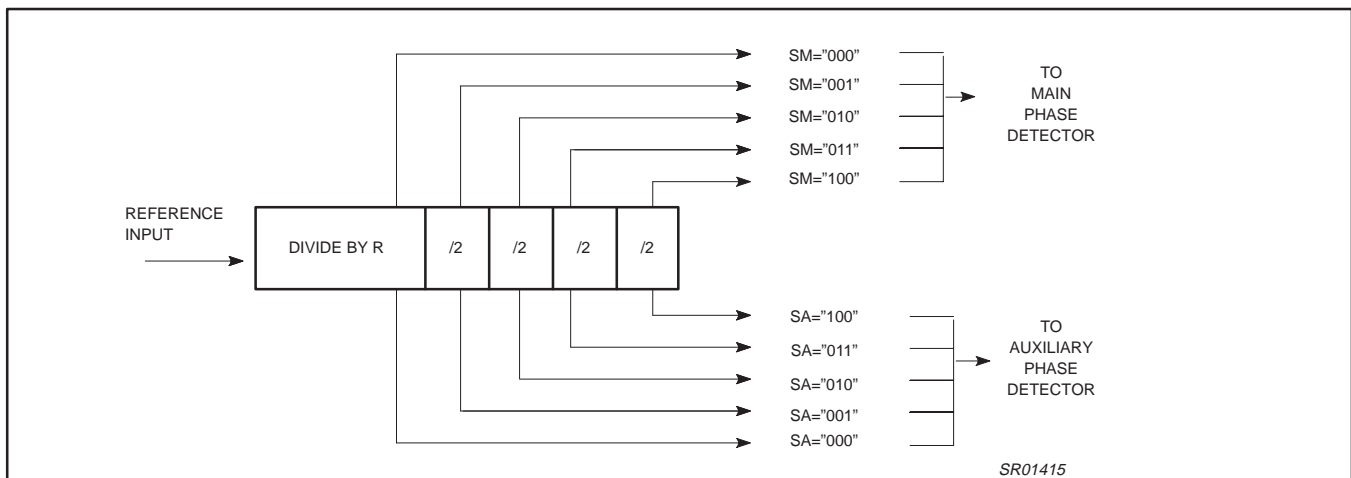 SM=”000”
SM=”001”
SM=”010”
SM=”011”
SM=”100”
TO
MAIN
PHASE
DETECTOR
REFERENCE
INPUT
DIVIDE BY R
/2
/2
/2
/2
SA=”100”
SA=”011”
SA=”010”
SA=”001”
SA=”000”
TO
AUXILIARY
PHASE
DETECTOR
SR01415